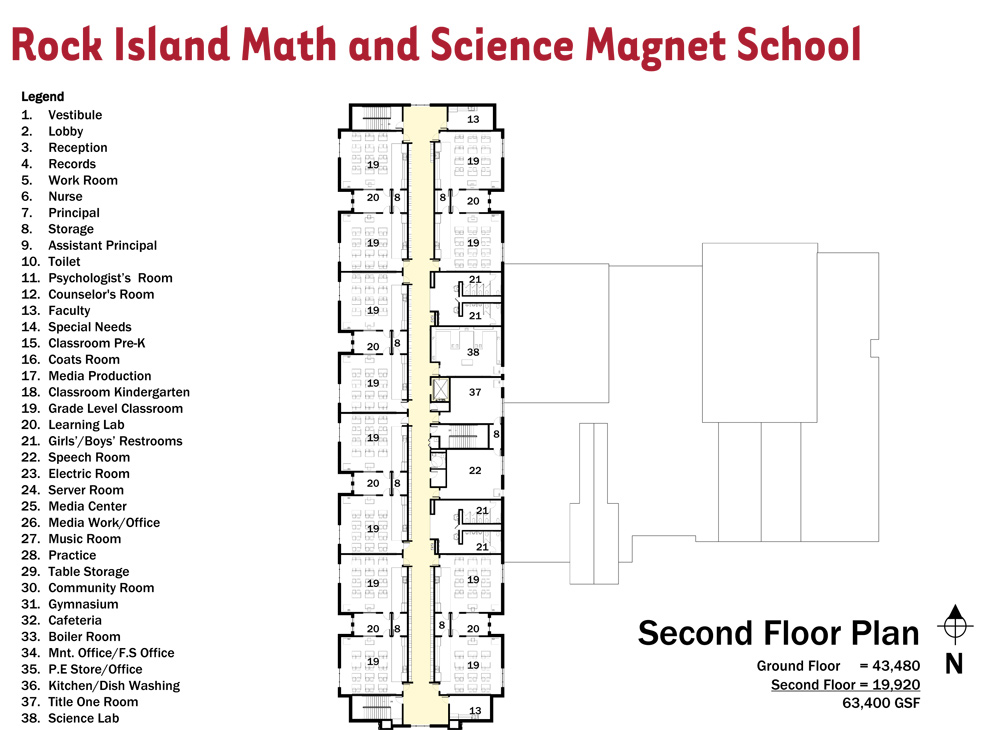 Rock Island Math and Science Magnet School
Legend
1. Vestibule
2. Lobby
3. Reception
4. Records
5. Work Room
6. Nurse
7. Principal
8. Storage
9. Assistant Principal
10. Toilet
11. Psychologist's Room
12. Counselor's Room
13. Faculty
14. Special Needs
15. Classroom Pre-K
16. Coats Room
17. Media Production
18. Classroom Kindergarten
19. Grade Level Classroom
20. Learning Lab
21. Girls'/Boys' Restrooms
22. Speech Room
23. Electric Room
24. Server Room
25. Media Center
26. Media Work/Office
27. Music Room
28. Practice
29. Table Storage
30. Community Room
31. Gymnasium
32. Cafeteria
33. Boiler Room
34. Mnt. Office/F.S Office
35. P.E Store/Office
36. Kitchen/Dish Washing
37. Title One Room
38. Science Lab
13
19 19
20 8 8 20
19 19
21
19 21
20 8 38
19 37
19 8
20 8 22
19 21
21
19 19
20 8 8 20
19 19
13
Second Floor Plan
Ground Floor = 43,480
Second Floor = 19,920
63,400 GSF
N